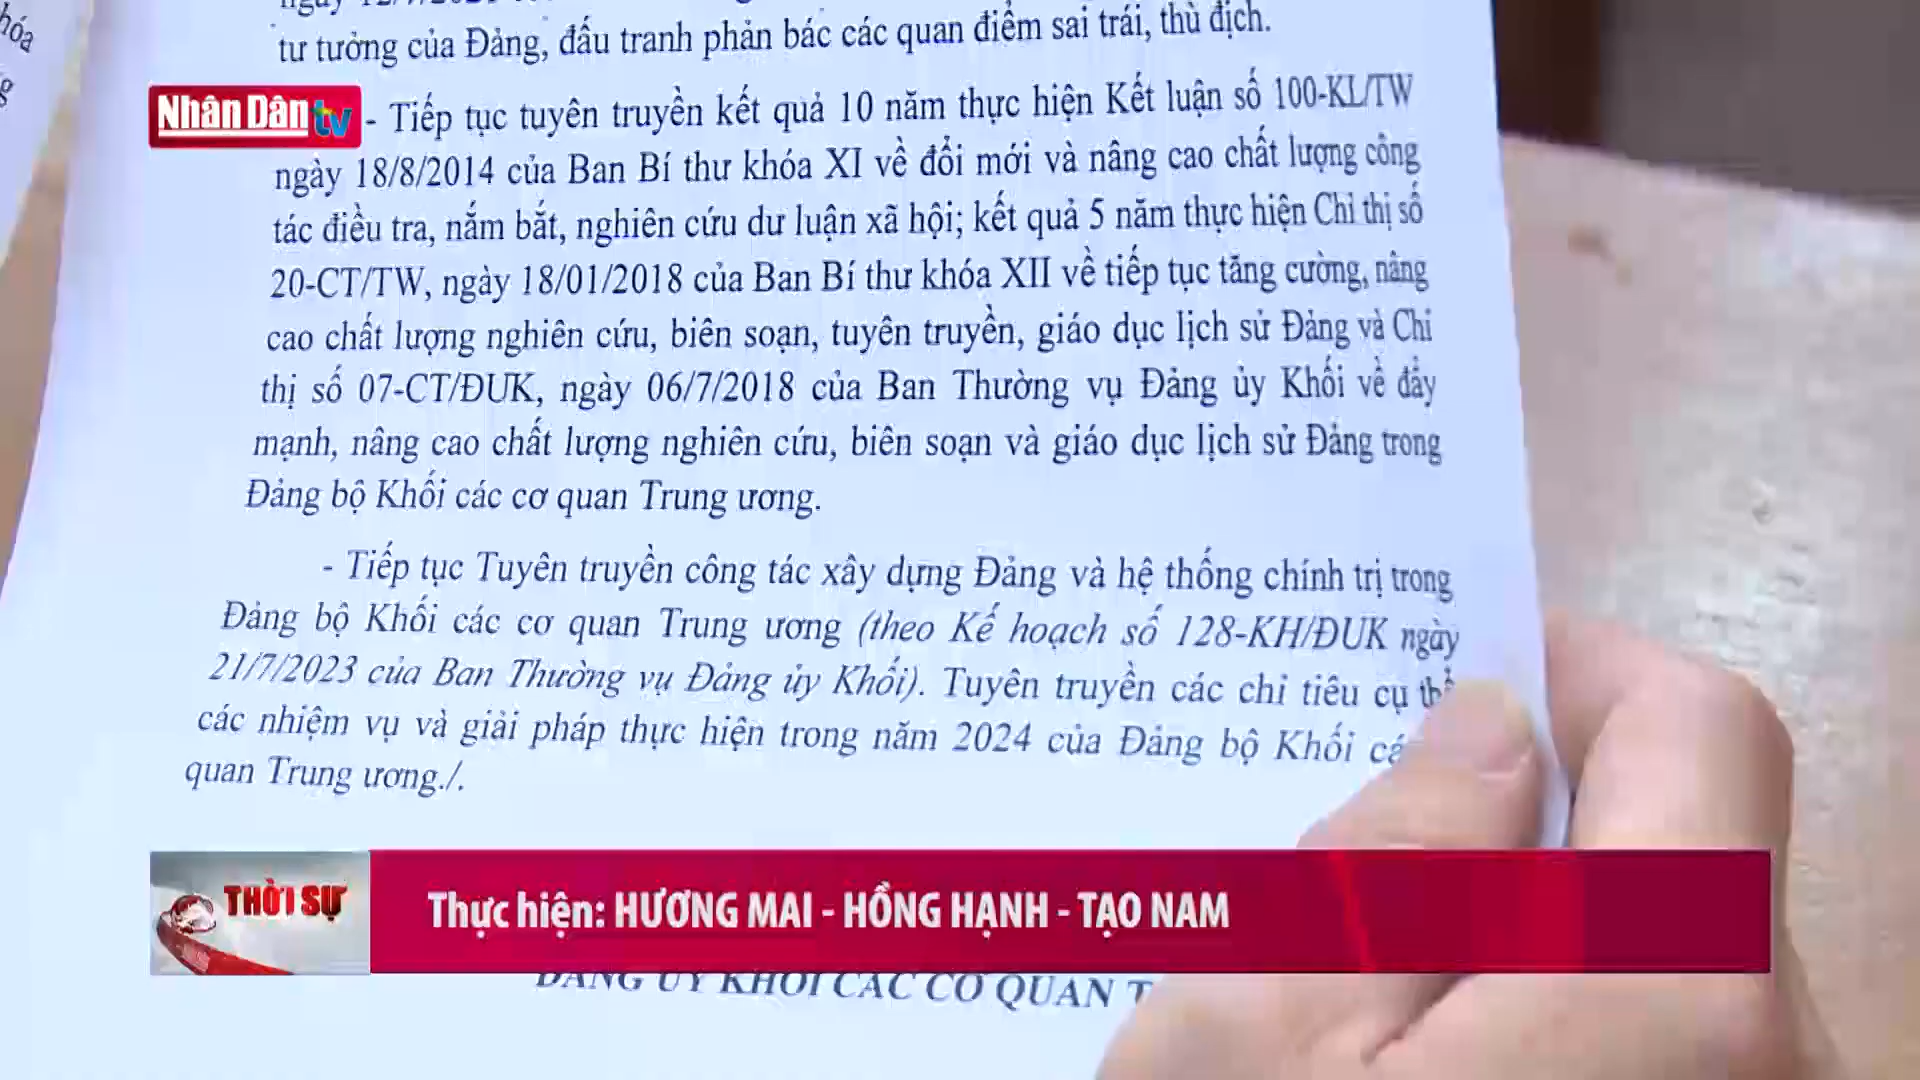 hóa
tư tưởng của Đảng, đấu tranh phản bác các quan điểm sai trái, thù địch.
Nhân Dân tv
- Tiếp tục tuyên truyền kết quả 10 năm thực hiện Kết luận số 100-KL/TW
ngày 18/8/2014 của Ban Bí thư khóa XI về đổi mới và nâng cao chất lượng công
tác điều tra, nắm bắt, nghiên cứu dư luận xã hội; kết quả 5 năm thực hiện Chỉ thị số
20-CT/TW, ngày 18/01/2018 của Ban Bí thư khóa XII về tiếp tục tăng cường, nâng
cao chất lượng nghiên cứu, biên soạn, tuyên truyền, giáo dục lịch sử Đảng và Chỉ
thị số 07-CT/ĐUK, ngày 06/7/2018 của Ban Thường vụ Đảng ủy Khối về đẩy
mạnh, nâng cao chất lượng nghiên cứu, biên soạn và giáo dục lịch sử Đảng trong
Đảng bộ Khối các cơ quan Trung ương.
- Tiếp tục Tuyên truyền công tác xây dựng Đảng và hệ thống chính trị trong
Đảng bộ Khối các cơ quan Trung ương (theo Kế hoạch số 128-KH/ĐUK ngày
21/7/2023 của Ban Thường vụ Đảng ủy Khối). Tuyên truyền các chỉ tiêu cụ
các nhiệm vụ và giải pháp thực hiện trong năm 2024 của Đảng bộ Khối
quan Trung ương./.
THỜI SỰ
Thực hiện: HƯƠNG MAI - HỒNG HẠNH - TẠO NAM
ĐẢNG ỦY KHỐI CÁC CƠ QUAN